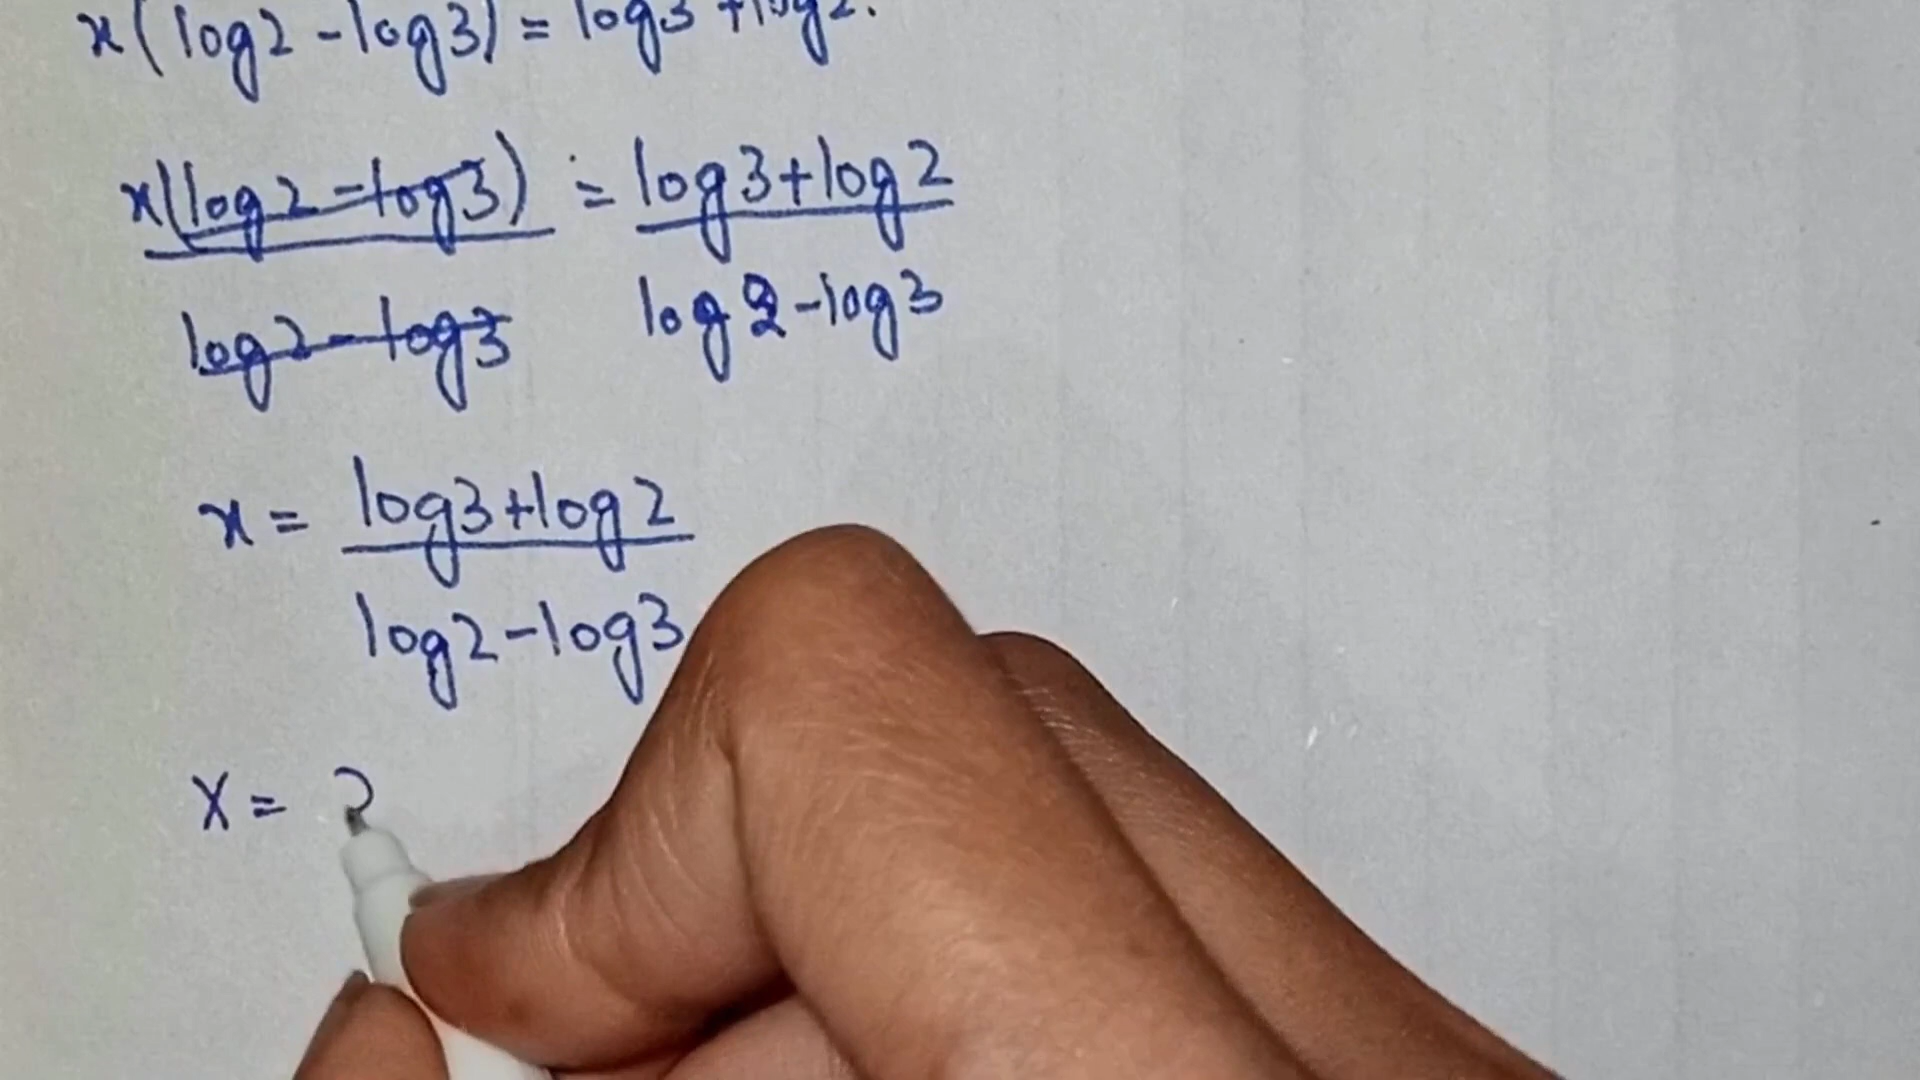 x(log2-log3) = log3+log2.
x(log2-log3) = log3+log2
log2-log3 log2-log3
x = log3+log2
log2-log3
X =